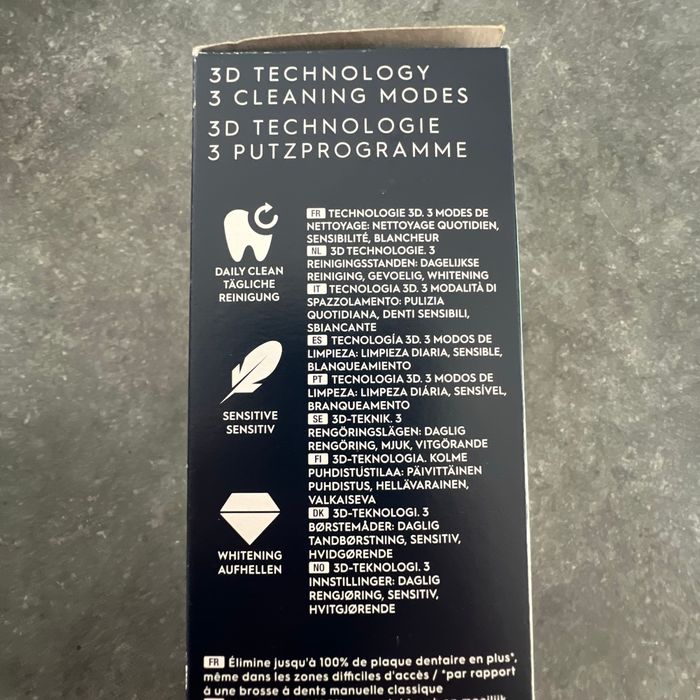 3D TECHNOLOGY
3 CLEANING MODES
3D TECHNOLOGIE
3 PUTZPROGRAMME
DAILY CLEAN
TÄGLICHE
REINIGUNG
SENSITIVE
SENSITIV
WHITENING
AUFHELLEN
FR TECHNOLOGIE 3D. 3 MODES DE
NETTOYAGE: NETTOYAGE QUOTIDIEN,
SENSIBILITÉ, BLANCHEUR
NL 3D TECHNOLOGIE. 3
REINIGINGSSTANDEN: DAGELIJKSE
REINIGING, GEVOELIG, WHITENING
IT TECNOLOGIA 3D. 3 MODALITÀ DI
SPAZZOLAMENTO: PULIZIA
QUOTIDIANA, DENTI SENSIBILI,
SBIANCANTE
ES TECNOLOGÍA 3D. 3 MODOS DE
LIMPIEZA: LIMPIEZA DIARIA, SENSIBLE,
BLANQUEAMIENTO
PT TECNOLOGIA 3D. 3 MODOS DE
LIMPEZA: LIMPEZA DIÁRIA, SENSÍVEL,
BRANQUEAMENTO
SE 3D-TEKNIK. 3
RENGÖRINGSLÄGEN: DAGLIG
RENGÖRING, MJUK, VITGÖRANDE
FI 3D-TEKNOLOGIA. KOLME
PUHDISTUSTILAA: PÄIVITTÄINEN
PUHDISTUS, HELLÄVARAINEN,
VALKAISEVA
DK 3D-TEKNOLOGI. 3
BØRSTEMÅDER: DAGLIG
TANDBØRSTNING, SENSITIV,
HVIDGØRENDE
NO 3D-TEKNOLOGI. 3
INNSTILLINGER: DAGLIG
RENGJØRING, SENSITIV,
HVITGJØRENDE
FR Élimine jusqu'à 100% de plaque dentaire en plus*,
même dans les zones difficiles d'accès / *par rapport
à une brosse à dents manuelle classique